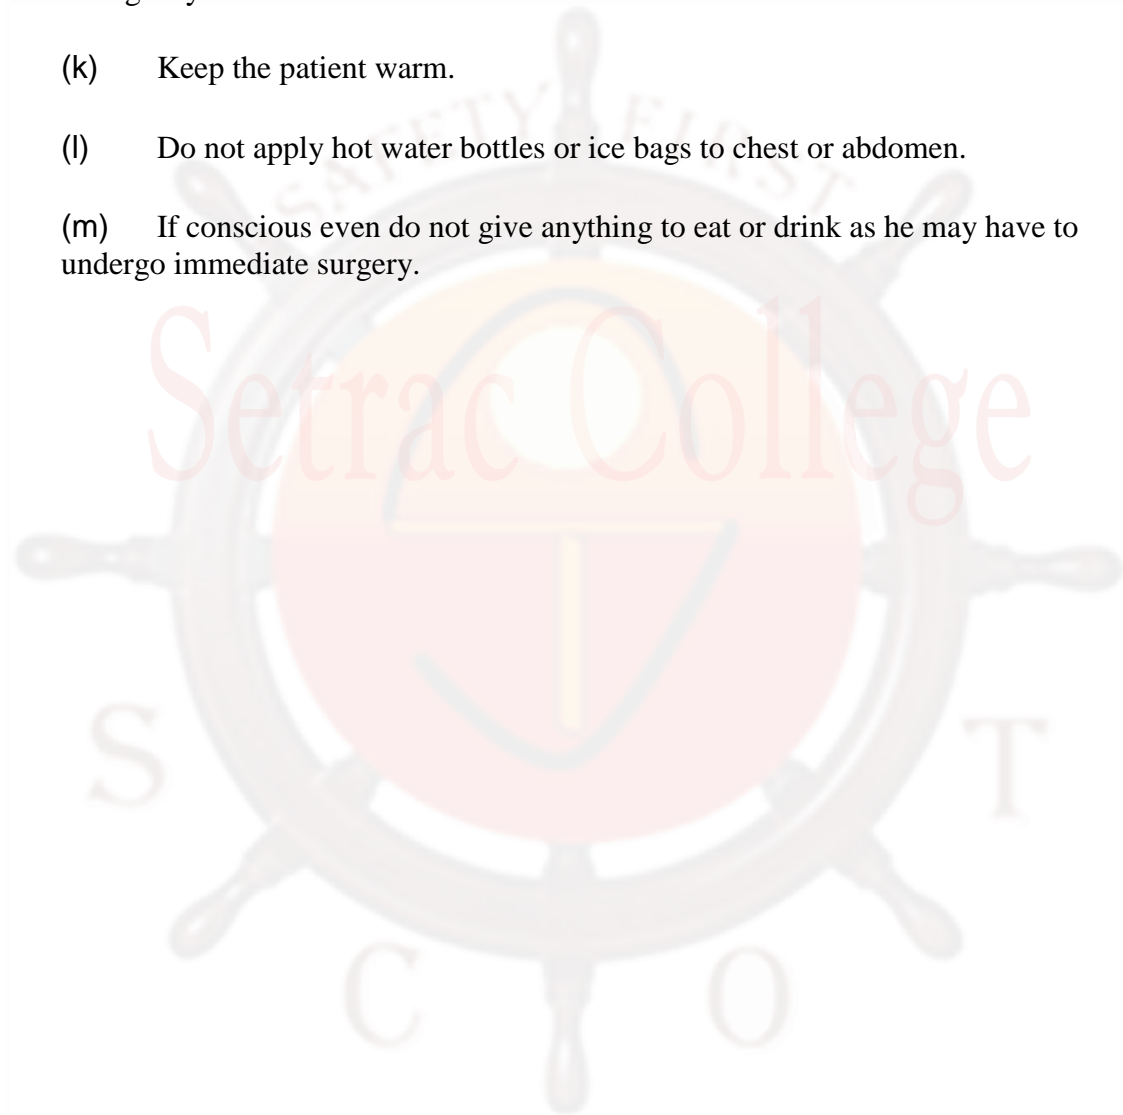 (k) Keep the patient warm.
(l) Do not apply hot water bottles or ice bags to chest or abdomen.
(m) If conscious even do not give anything to eat or drink as he may have to
undergo immediate surgery.
SAFETY FIRST
Setrac College
S T
C O